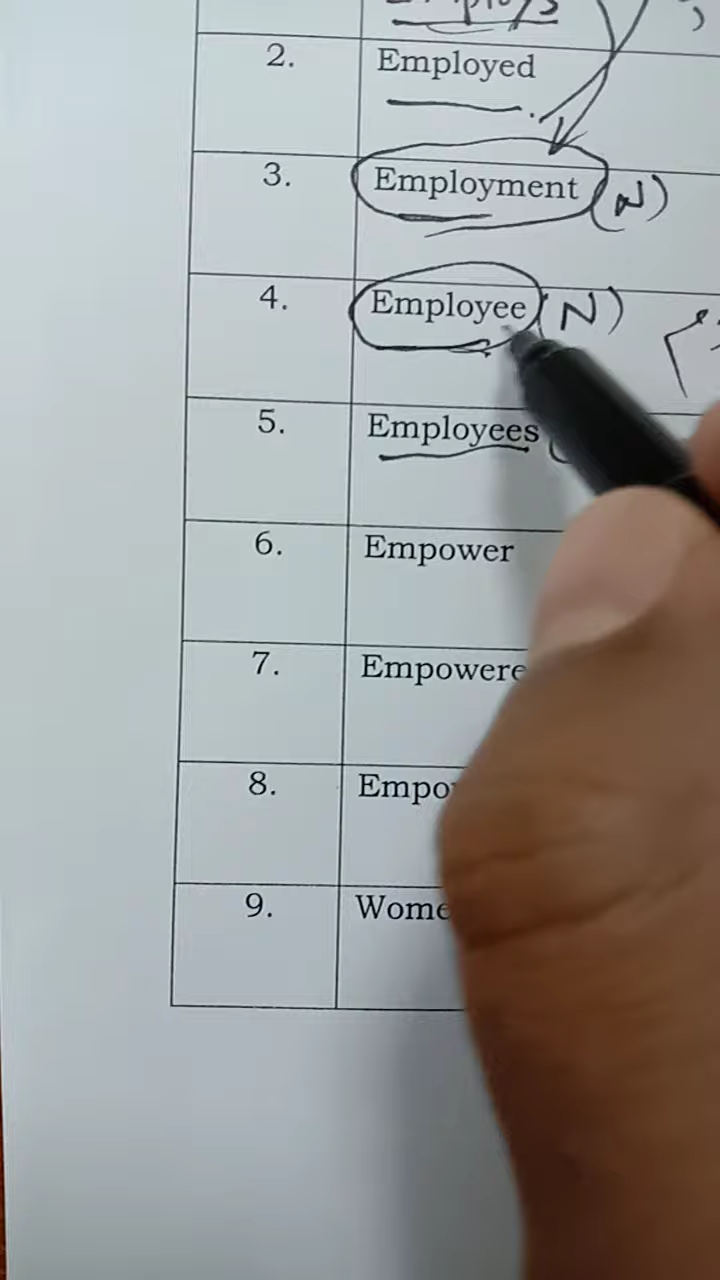 2. Employed
3. Employment (N)
4. Employee (N)
5. Employees
6. Empower
7. Empowere
8. Empo
9. Wome